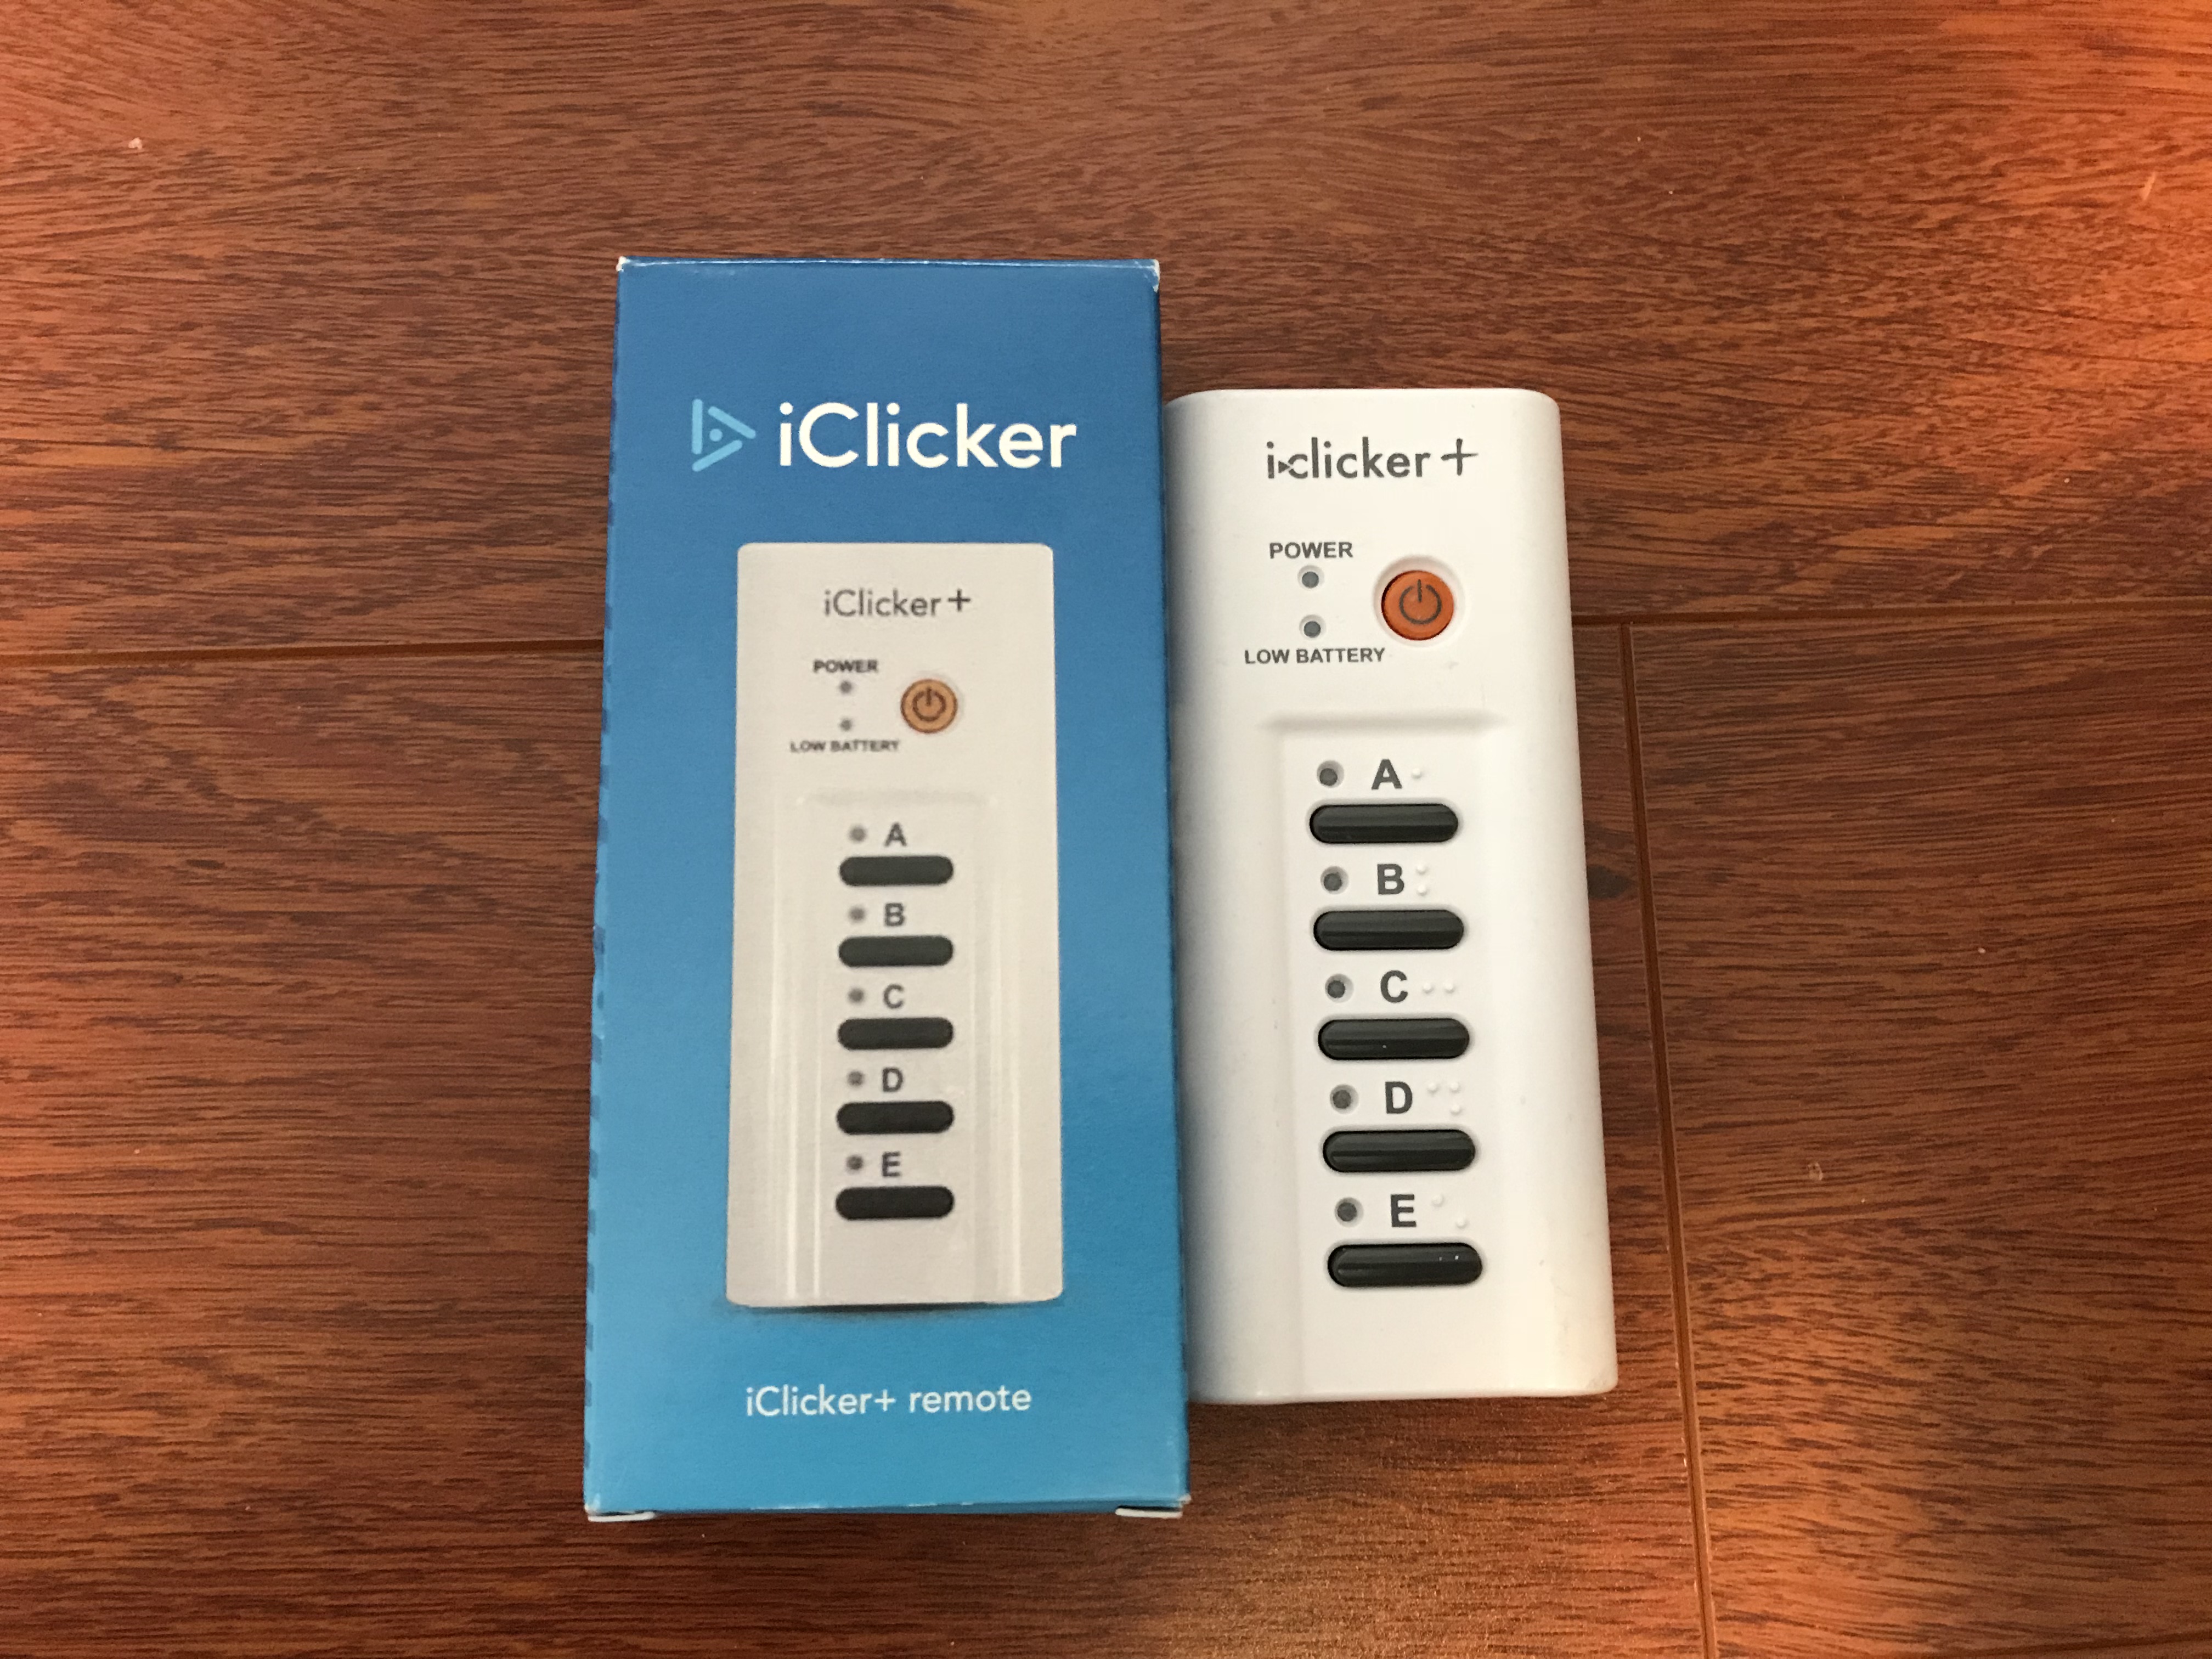 iClicker
iClicker+
POWER
LOW BATTERY
A
B
C
D
E
iClicker+ remote
i>clicker+
POWER
LOW BATTERY
A
B
C
D
E